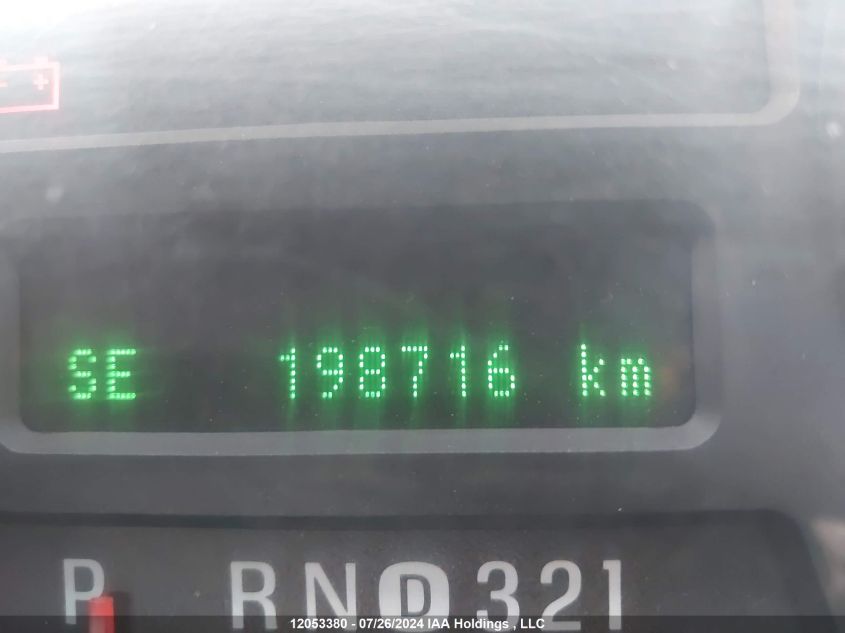 SE 198716 km
P RND321
12053380 - 07/26/2024 IAA Holdings , LLC